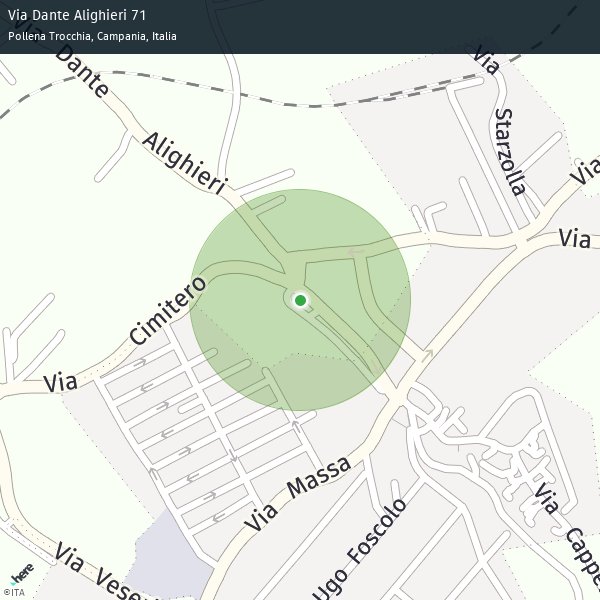 Via Dante Alighieri 71
Pollena Trocchia, Campania, Italia
Via
Via Dante Alighieri
Starzolla
Via
Via
Via Cimitero
Via Massa
Ugo Foscolo
Via Cappe
Via Vesev
here
©ITA